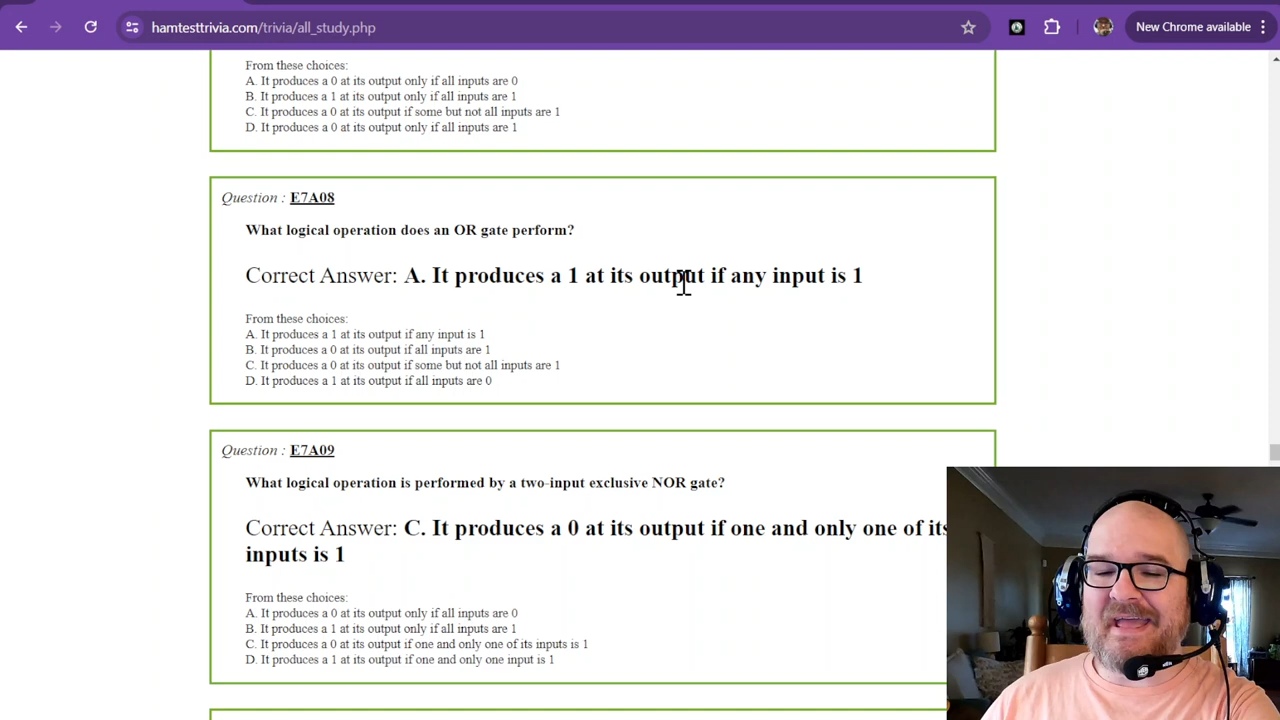 hamtesttrivia.com/trivia/all_study.php
New Chrome available
From these choices:
A. It produces a 0 at its output only if all inputs are 0
B. It produces a 1 at its output only if all inputs are 1
C. It produces a 0 at its output if some but not all inputs are 1
D. It produces a 0 at its output only if all inputs are 1
Question : E7A08
What logical operation does an OR gate perform?
Correct Answer: A. It produces a 1 at its output if any input is 1
From these choices:
A. It produces a 1 at its output if any input is 1
B. It produces a 0 at its output if all inputs are 1
C. It produces a 0 at its output if some but not all inputs are 1
D. It produces a 1 at its output if all inputs are 0
Question : E7A09
What logical operation is performed by a two-input exclusive NOR gate?
Correct Answer: C. It produces a 0 at its output if one and only one of its
inputs is 1
From these choices:
A. It produces a 0 at its output only if all inputs are 0
B. It produces a 1 at its output only if all inputs are 1
C. It produces a 0 at its output if one and only one of its inputs is 1
D. It produces a 1 at its output if one and only one input is 1